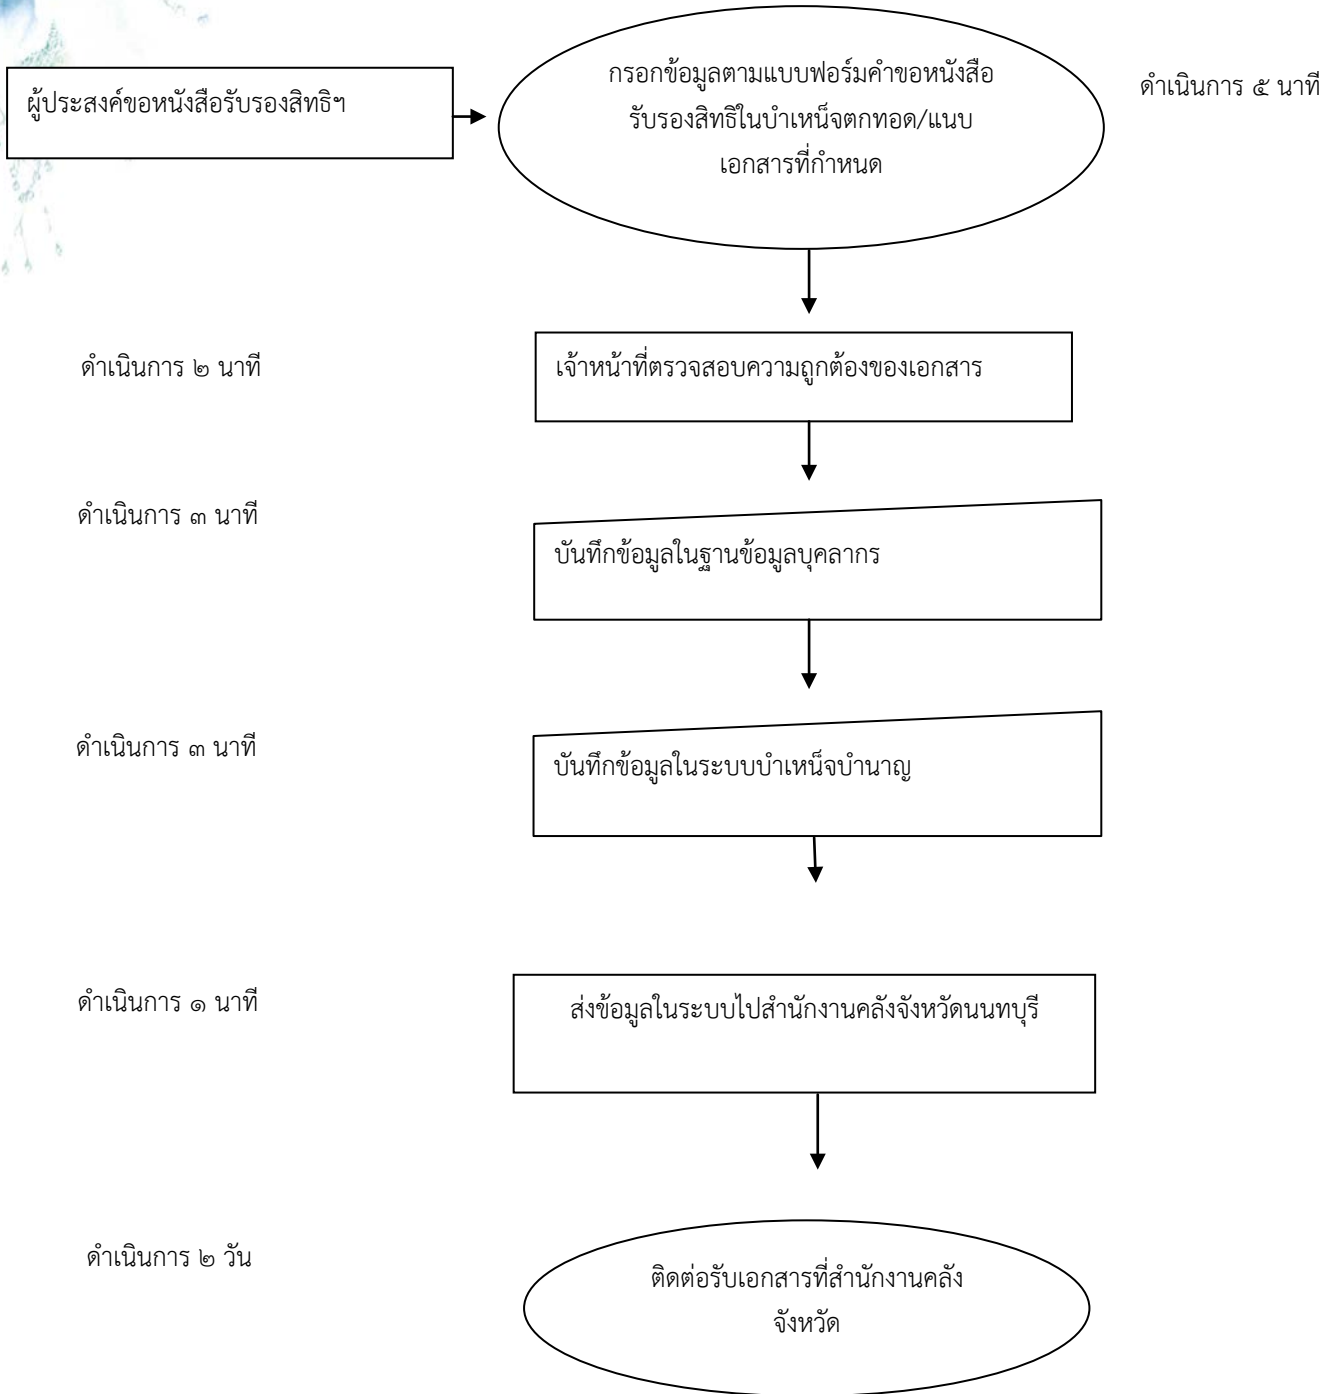 ผู้ประสงค์ขอหนังสือรับรองสิทธิฯ
กรอกข้อมูลตามแบบฟอร์มคำขอหนังสือ
รับรองสิทธิในบำเหน็จตกทอด/แนบ
เอกสารที่กำหนด
ดำเนินการ ๕ นาที
ดำเนินการ ๒ นาที
เจ้าหน้าที่ตรวจสอบความถูกต้องของเอกสาร
ดำเนินการ ๓ นาที
บันทึกข้อมูลในฐานข้อมูลบุคลากร
ดำเนินการ ๓ นาที
บันทึกข้อมูลในระบบบำเหน็จบำนาญ
ดำเนินการ ๑ นาที
ส่งข้อมูลในระบบไปสำนักงานคลังจังหวัดนนทบุรี
ดำเนินการ ๒ วัน
ติดต่อรับเอกสารที่สำนักงานคลัง
จังหวัด